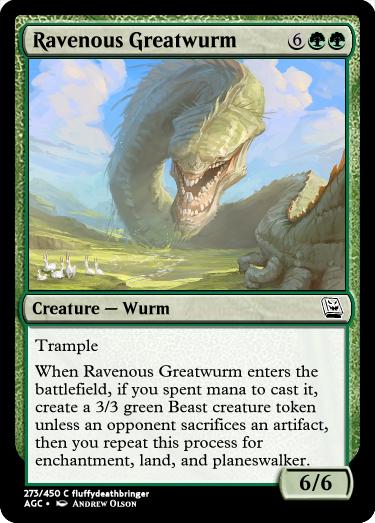 Ravenous Greatwurm 6
Creature — Wurm
Trample
When Ravenous Greatwurm enters the
battlefield, if you spent mana to cast it,
create a 3/3 green Beast creature token
unless an opponent sacrifices an artifact,
then you repeat this process for
enchantment, land, and planeswalker.
6/6
273/450 C fluffydeathbringer
AGC • Andrew Olson